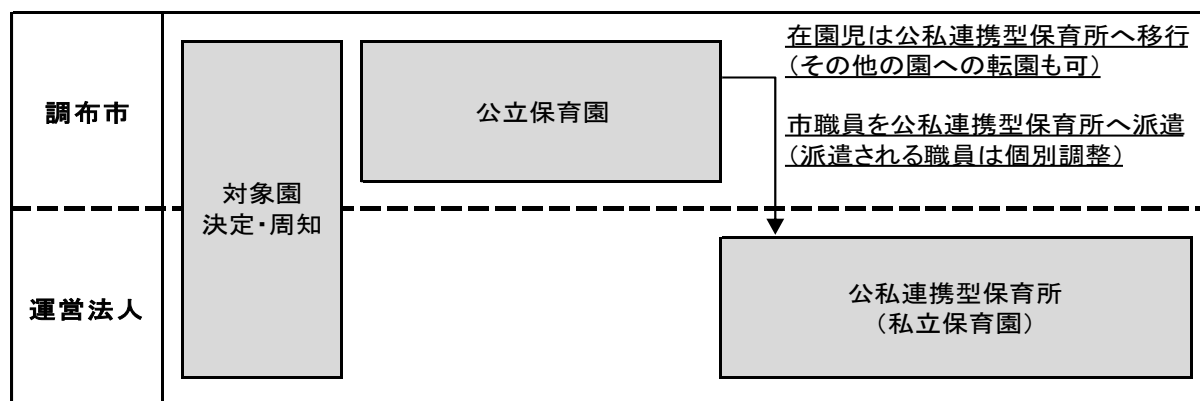 調布市
対象園
決定・周知
公立保育園
在園児は公私連携型保育所へ移行
（その他の園への転園も可）
市職員を公私連携型保育所へ派遣
（派遣される職員は個別調整）
運営法人
公私連携型保育所
（私立保育園）